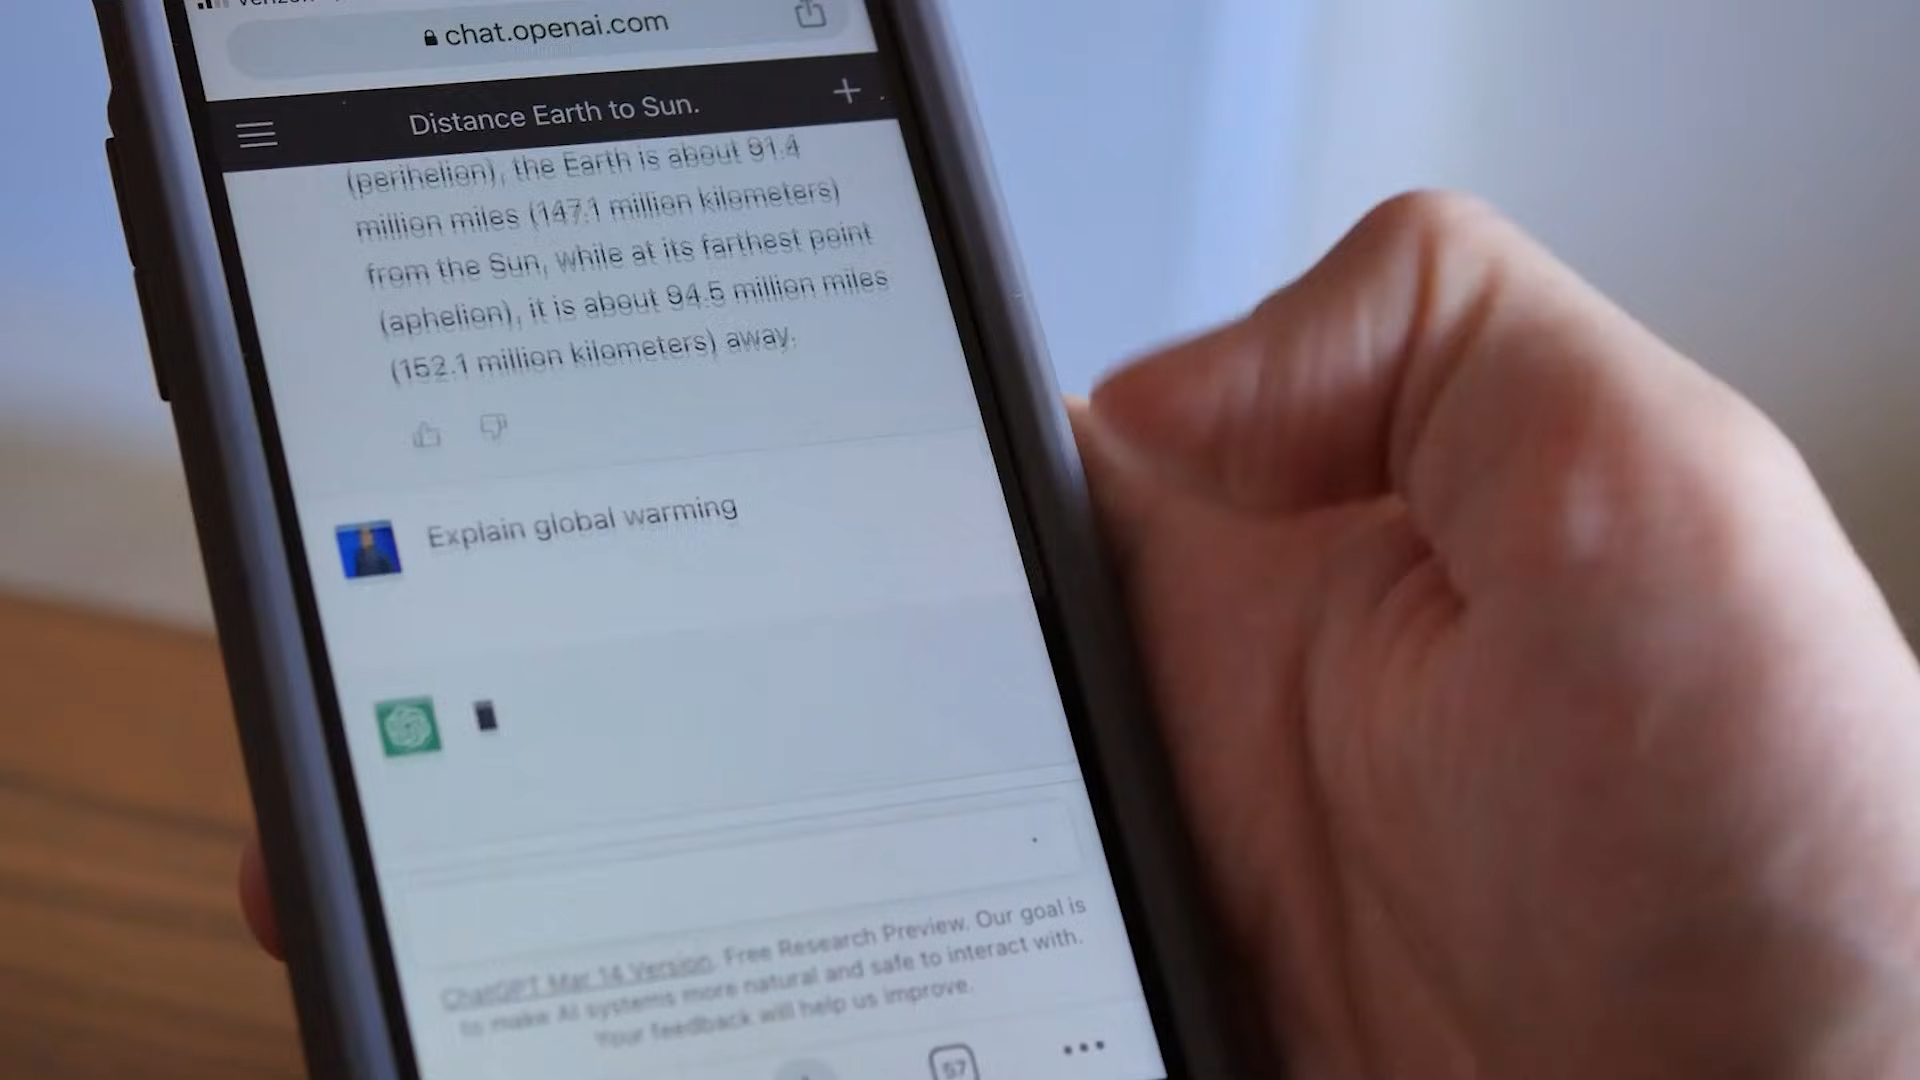 chat.openai.com
Distance Earth to Sun.
(perihelion), the Earth is about 91.4
million miles (147.1 million kilometers)
from the Sun, while at its farthest point
(aphelion), it is about 94.5 million miles
(152.1 million kilometers) away.
Explain global warming
ChatGPT Mar 14 Version. Free Research Preview. Our goal is
to make AI systems more natural and safe to interact with.
Your feedback will help us improve.
57